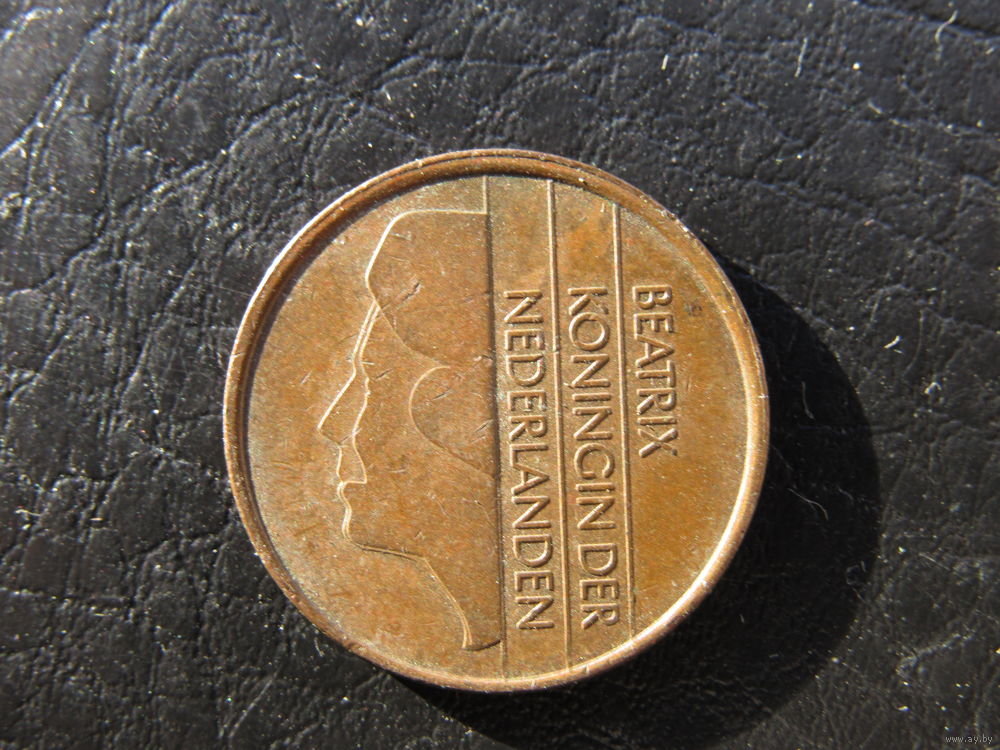 BEATRIX
KONINGIN DER
NEDERLANDEN
www.ay.by